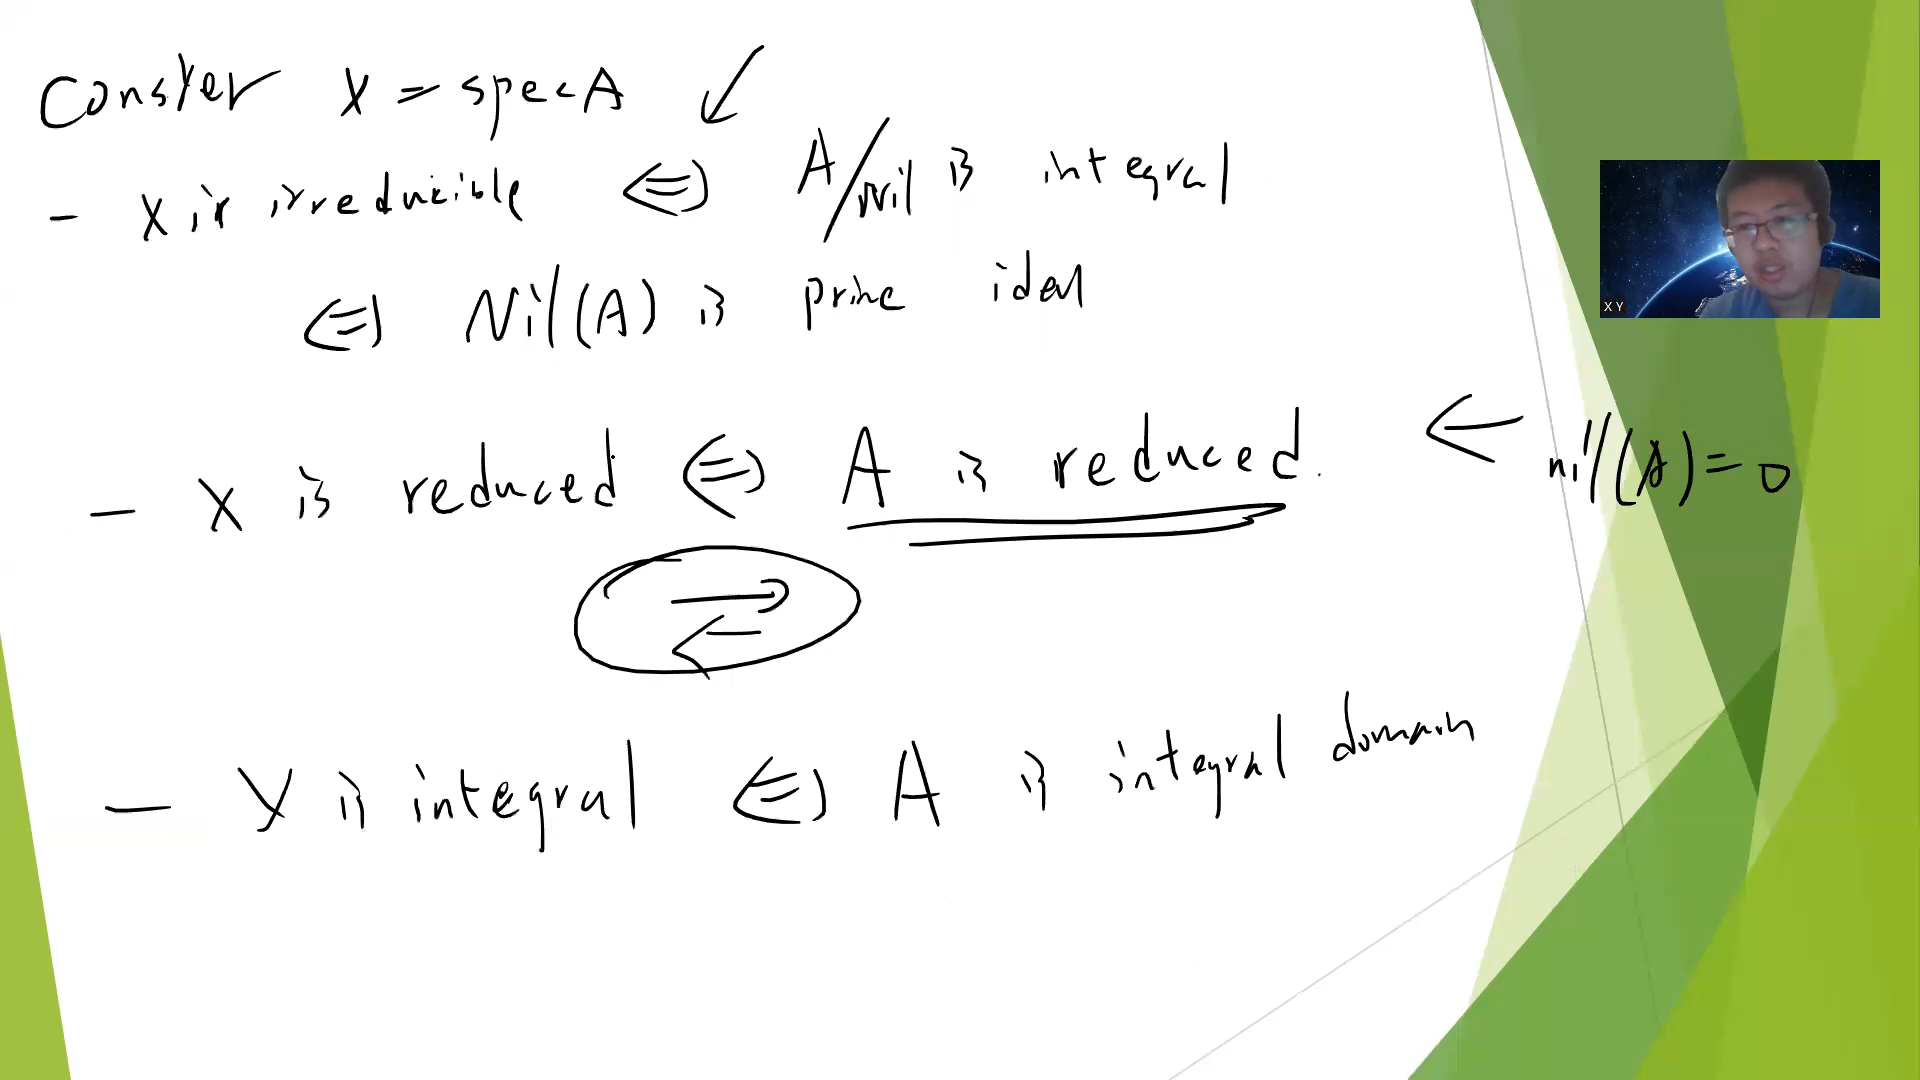 Consider X = specA
- X is irreducible ⇔ A/Nil is integral
⇔ Nil(A) is prime ideal
- X is reduced ⇔ A is reduced. ← nil(A) = 0
⇒
⇐
- X is integral ⇔ A is integral domain
X Y